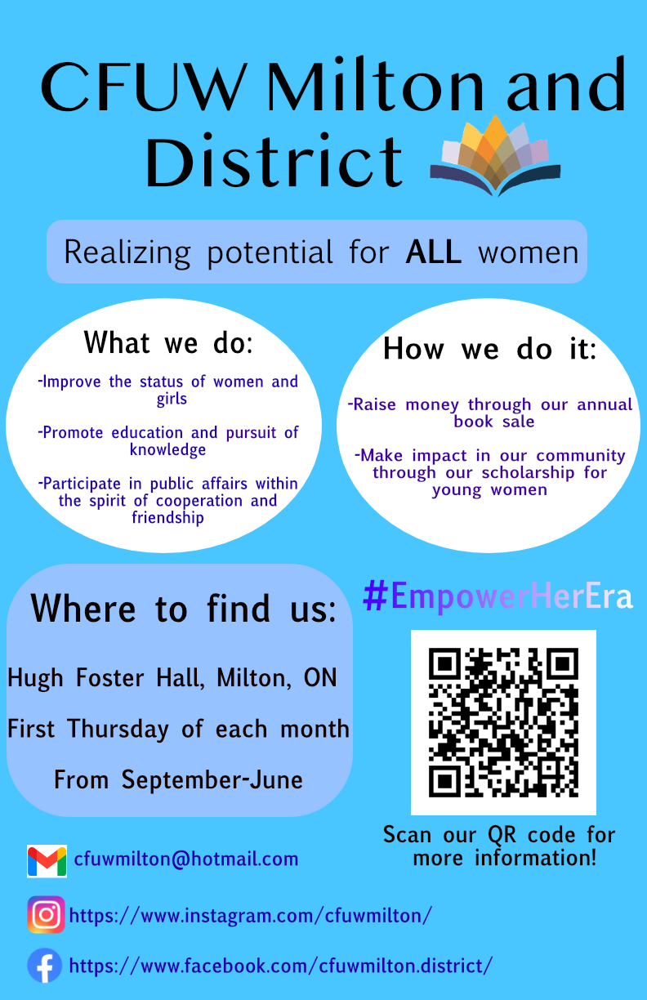 CFUW Milton and
District
Realizing potential for ALL women
What we do:
-Improve the status of women and
girls
-Promote education and pursuit of
knowledge
-Participate in public affairs within
the spirit of cooperation and
friendship
How we do it:
-Raise money through our annual
book sale
-Make impact in our community
through our scholarship for
young women
Where to find us:
Hugh Foster Hall, Milton, ON
First Thursday of each month
From September-June
#EmpowerHerEra
Scan our QR code for
more information!
cfuwmilton@hotmail.com
https://www.instagram.com/cfuwmilton/
https://www.facebook.com/cfuwmilton.district/